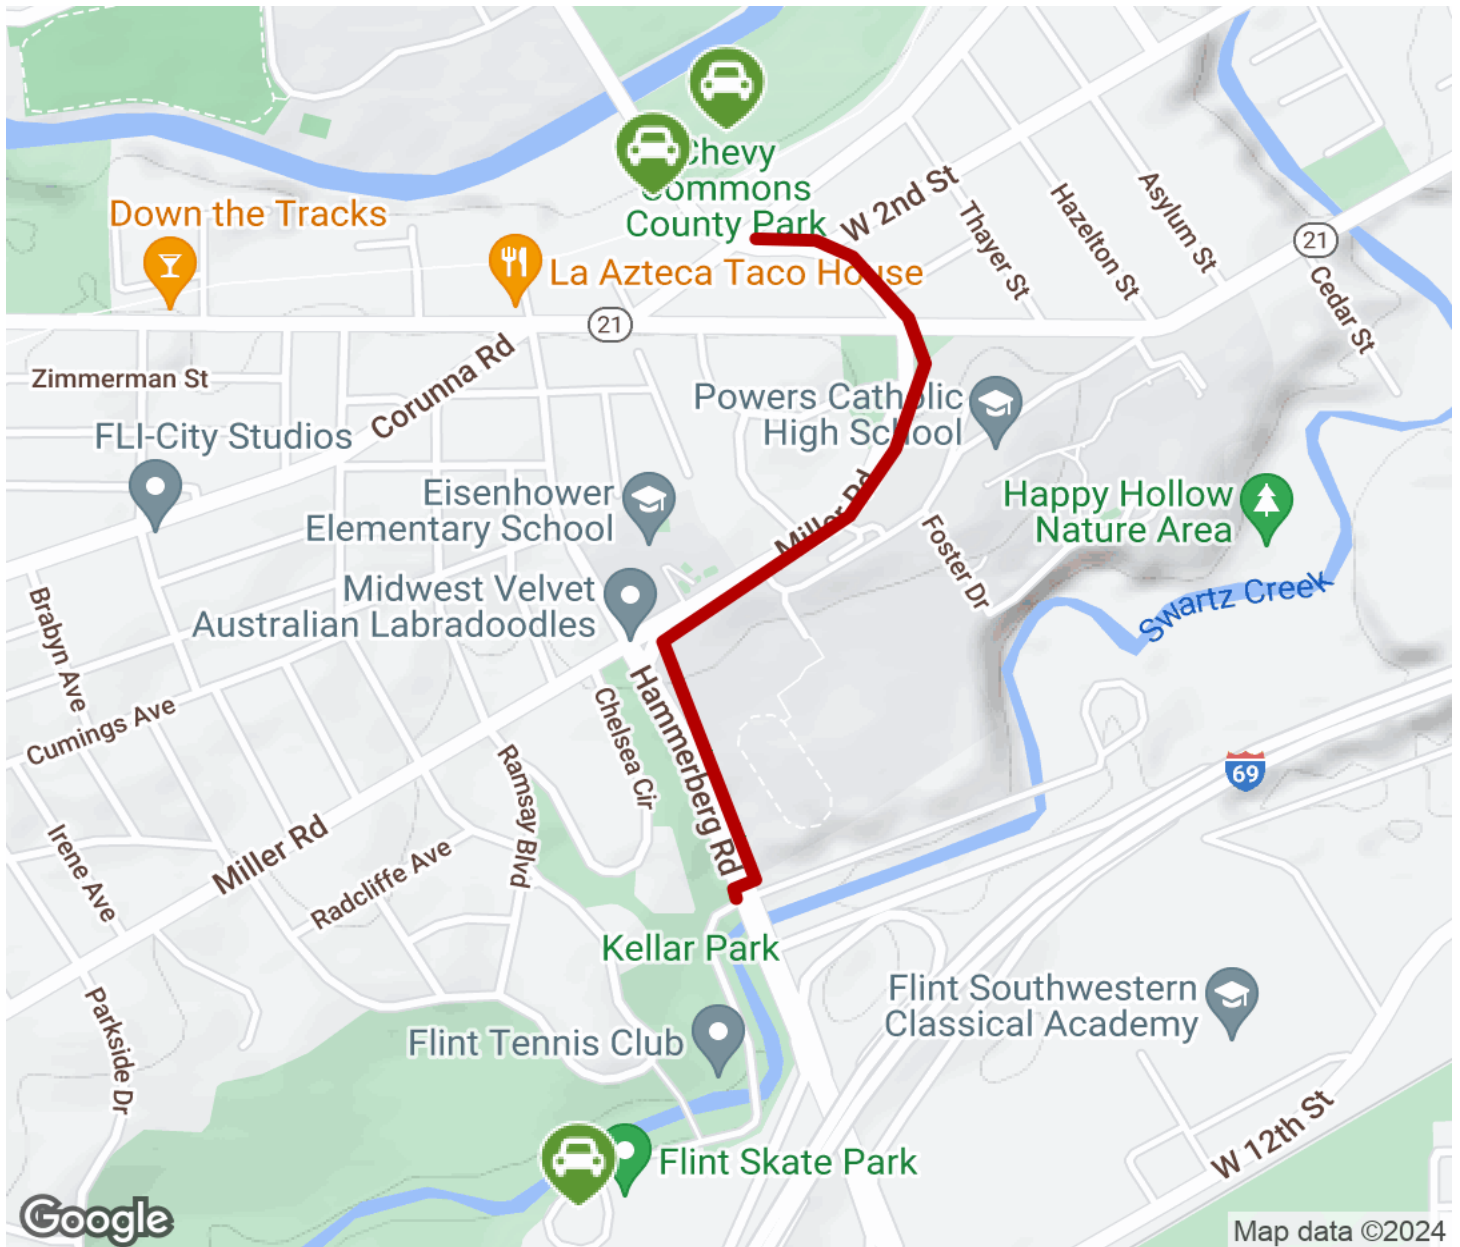 Chevy
Commons
County Park
W 2nd St
Down the Tracks
Thayer St
Hazelton St
Asylum St
21
Cedar St
La Azteca Taco House
21
Zimmerman St
Corunna Rd
Powers Catholic
High School
FLI-City Studios
Eisenhower
Elementary School
Miller Rd
Happy Hollow
Nature Area
Foster Dr
Midwest Velvet
Australian Labradoodles
Swartz Creek
Brabyn Ave
Hammerberg Rd
Chelsea Cir
Cumings Ave
Ramsay Blvd
69
Irene Ave
Miller Rd
Radcliffe Ave
Kellar Park
Parkside Dr
Flint Southwestern
Classical Academy
Flint Tennis Club
W 12th St
Flint Skate Park
Google
Map data ©2024